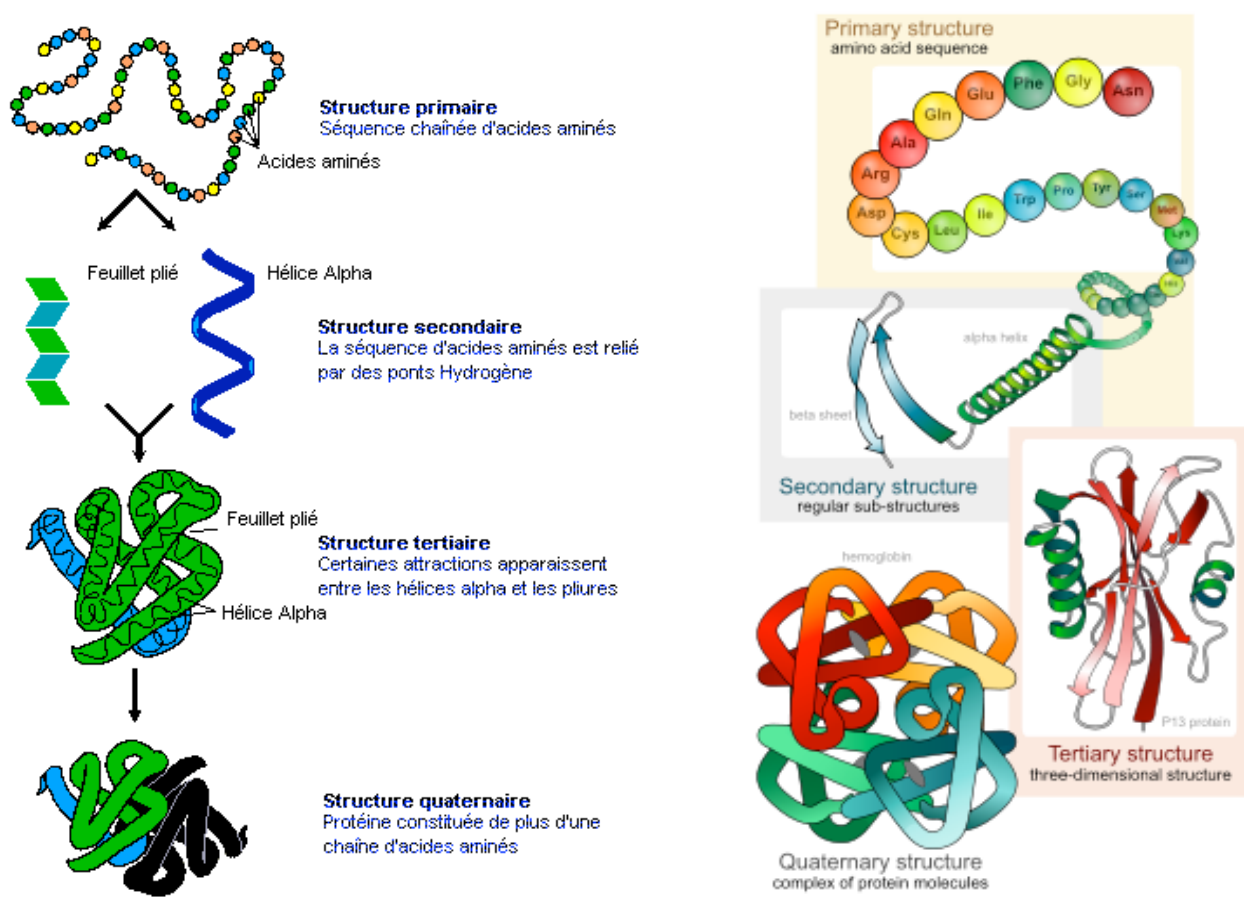 Structure primaire
Séquence chaînée d'acides aminés
Acides aminés
Feuillet plié
Hélice Alpha
Structure secondaire
La séquence d'acides aminés est relié
par des ponts Hydrogène
Feuillet plié
Structure tertiaire
Certaines attractions apparaissent
entre les hélices alpha et les pliures
Hélice Alpha
Structure quaternaire
Protéine constituée de plus d'une
chaîne d'acides aminés
Primary structure
amino acid sequence
Asn
Gly
Phe
Glu
Gln
Ala
Arg
Asp
Cys
Leu
Ile
Trp
Pro
Tyr
Ser
Met
Lys
alpha helix
beta sheet
Secondary structure
regular sub-structures
hemoglobin
P13 protein
Tertiary structure
three-dimensional structure
Quaternary structure
complex of protein molecules